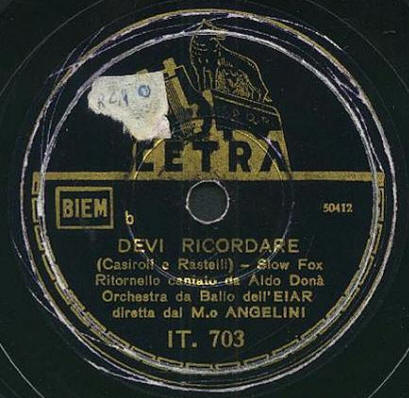 CETRA
BIEM
b
50412
DEVI RICORDARE
(Casiroli e Rastelli) - Slow Fox
Ritornello cantato da Aldo Donà
Orchestra da Ballo dell'EIAR
diretta dal M.o ANGELINI
IT. 703